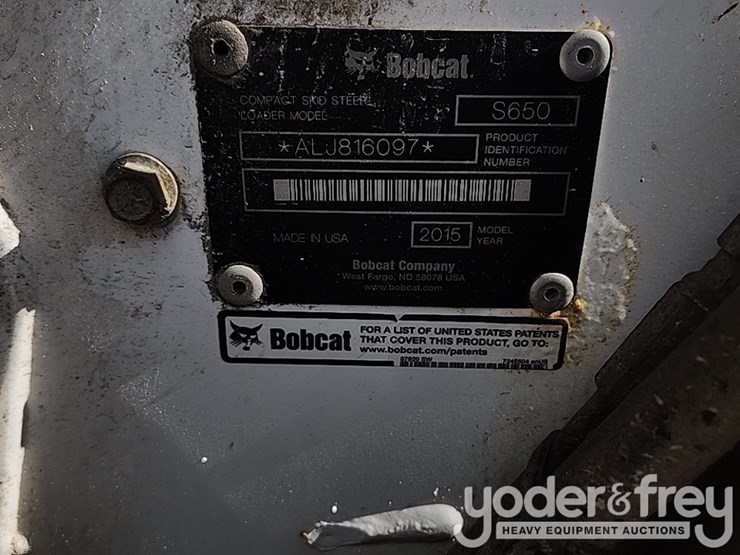 Bobcat
COMPACT SKID STEER
LOADER MODEL
S650
*ALJ816097*
PRODUCT
IDENTIFICATION
NUMBER
MADE IN USA
2015
MODEL
YEAR
Bobcat Company
West Fargo, ND 58078 USA
www.bobcat.com
Bobcat
FOR A LIST OF UNITED STATES PATENTS
THAT COVER THIS PRODUCT, GO TO:
www.bobcat.com/patents
7245504 enUS
yoder&frey
HEAVY EQUIPMENT AUCTIONS